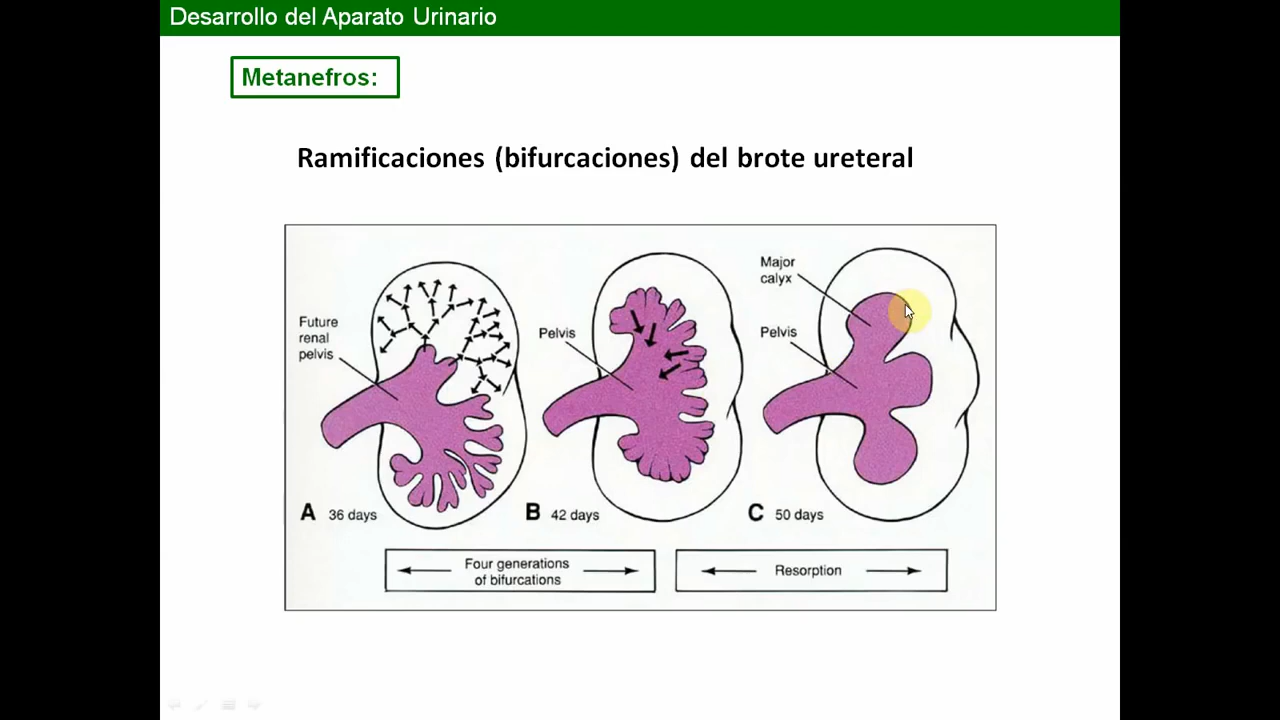 Desarrollo del Aparato Urinario
Metanefros:
Ramificaciones (bifurcaciones) del brote ureteral
Future
renal
pelvis
Pelvis
Major
calyx
Pelvis
A 36 days
B 42 days
C 50 days
Four generations
of bifurcations
Resorption